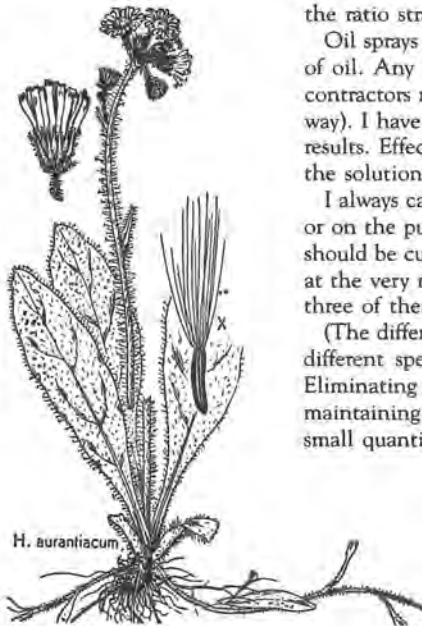 the ratio str
Oil sprays
of oil. Any
contractors r
way). I have
results. Effec
the solution
I always ca
or on the pu
should be cu
at the very r
three of the
(The differ
different spe
Eliminating
maintaining
small quanti
X
H. aurantiacum